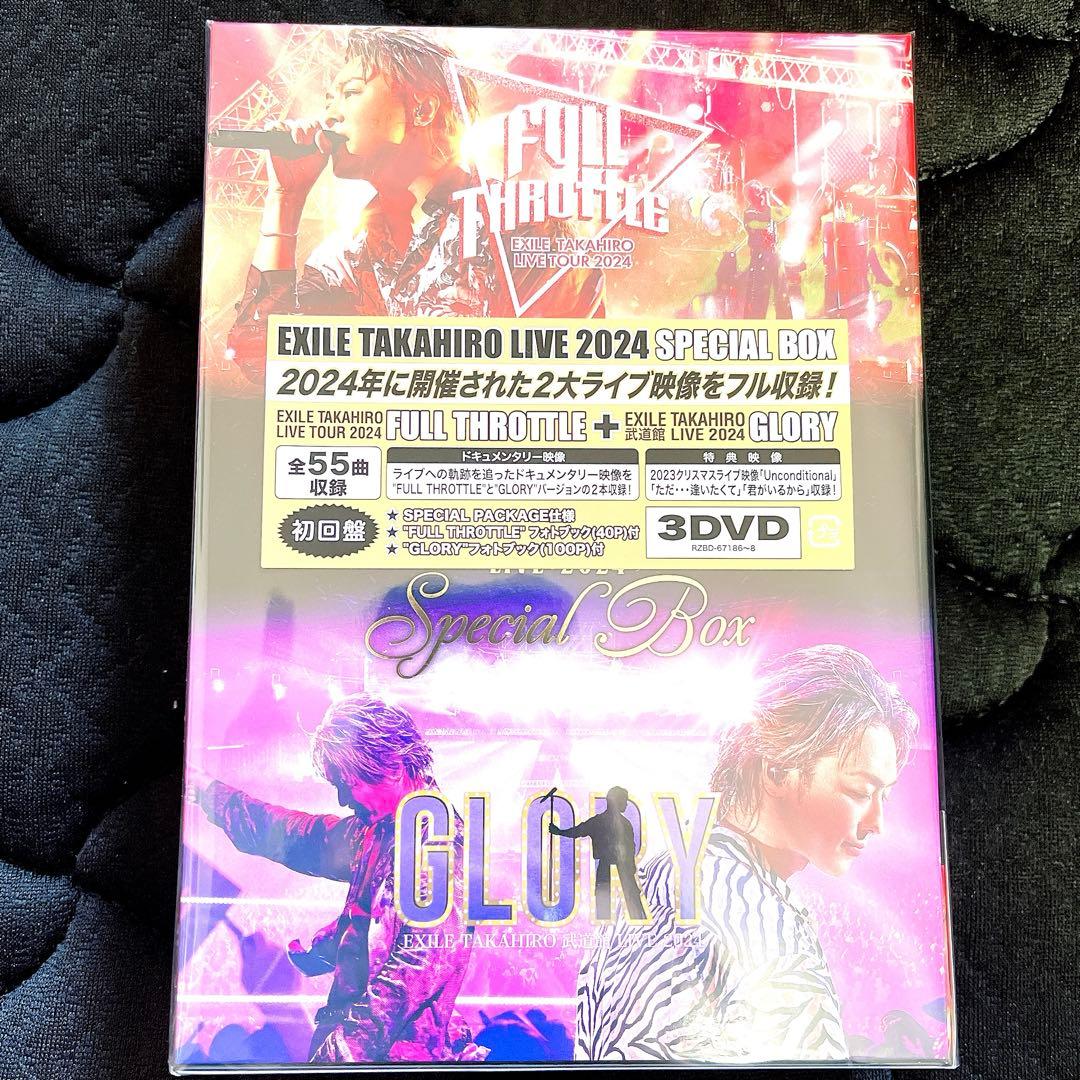 FULL
THROTTLE
EXILE TAKAHIRO
LIVE TOUR 2024
EXILE TAKAHIRO LIVE 2024 SPECIAL BOX
2024年に開催された2大ライブ映像をフル収録!
EXILE TAKAHIRO
LIVE TOUR 2024 FULL THROTTLE + EXILE TAKAHIRO
武道館 LIVE 2024 GLORY
全55曲
収録
ドキュメンタリー映像
ライブへの軌跡を追ったドキュメンタリー映像を
"FULL THROTTLE"と"GLORY"バージョンの2本収録!
特典映像
2023クリスマスライブ映像「Unconditional」
「ただ・・・逢いたくて」「君がいるから」収録!
初回盤
★ SPECIAL PACKAGE仕様
★ "FULL THROTTLE" フォトブック(40P)付
★ "GLORY"フォトブック(100P)付
3DVD
RZBD-67186〜8
プラ
LIVE 2024
Special Box
GLORY
EXILE TAKAHIRO 武道館 LIVE 2024